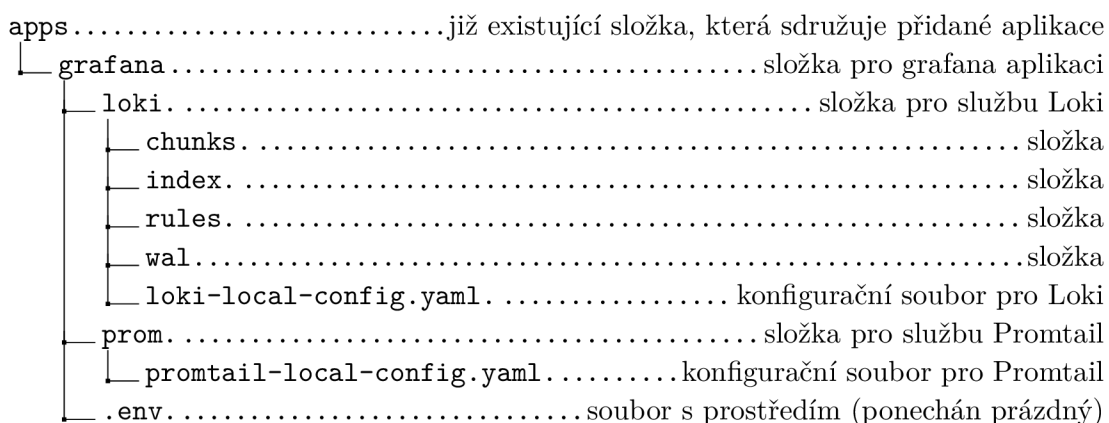 apps.............................již existující složka, která sdružuje přidané aplikace
grafana..............................................složka pro grafana aplikaci
loki...................................................složka pro službu Loki
chunks.............................................................složka
index..............................................................složka
rules..............................................................složka
wal................................................................složka
loki-local-config.yaml...................konfigurační soubor pro Loki
prom..............................................složka pro službu Promtail
promtail-local-config.yaml..........konfigurační soubor pro Promtail
.env.................................soubor s prostředím (ponechán prázdný)